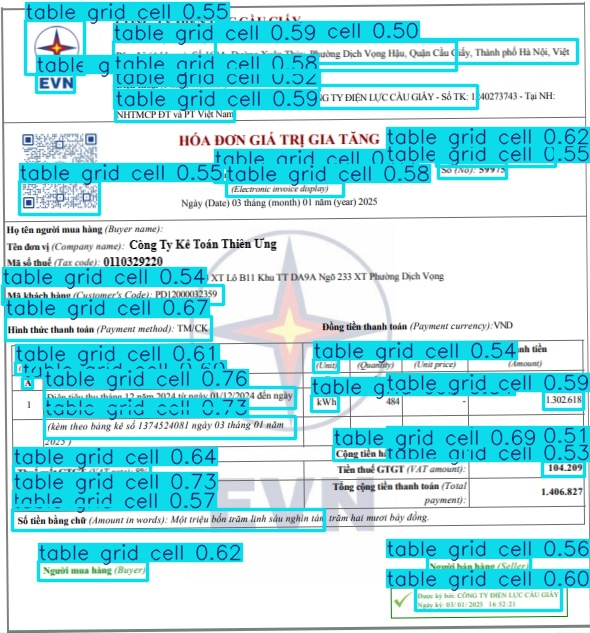 table grid cell 0.55
CẦU GIẤY
table grid cell 0.59 cell 0.50
Phường Dịch Vọng Hậu, Quận Cầu Giấy, Thành phố Hà Nội, Việt
table grid cell 0.58
EVN
table grid cell 0.52
table grid cell 0.59
TY ĐIỆN LỰC CẦU GIẤY - Số TK: 1240273743 - Tại NH:
NHTMCP ĐT và PT Việt Nam
HÓA ĐƠN GIÁ TRỊ GIA TĂNG
table grid cell 0.62
table grid cell table grid cell 0.55
table grid cell 0.55 table grid cell 0.58
Số (No): 59975
(Electronic invoice display)
Ngày (Date) 03 tháng (month) 01 năm (year) 2025
Họ tên người mua hàng (Buyer name):
Tên đơn vị (Company name): Công Ty Kế Toán Thiên Ưng
Mã số thuế (Tax code): 0110329220
table grid cell 0.54 XT Lô B11 Khu TT DA9A Ngõ 233 XT Phường Dịch Vọng
Mã khách hàng (Customer's Code): PD12000032359
table grid cell 0.67
Hình thức thanh toán (Payment method): TM/CK
Đồng tiền thanh toán (Payment currency): VND
table grid cell 0.61
table grid cell 0.54
tiền
(Unit) (Quantity) (Unit price) (Amount)
A table grid cell 0.76
table grid cell 0.59
1 Điện tiêu thụ tháng 12 năm 2024 từ ngày 01/12/2024 đến ngày
kWh 484 - 1.302.618
table grid cell 0.73
(kèm theo bảng kê số 1374524081 ngày 03 tháng 01 năm
2025 )
table grid cell 0.69 0.51
Cộng tiền table grid cell 0.53
table grid cell 0.64
Tiền thuế GTGT (VAT amount): 104.209
table grid cell 0.73
Tổng cộng tiền thanh toán (Total
payment): 1.406.827
table grid cell 0.57
EVN
Số tiền bằng chữ (Amount in words): Một triệu bốn trăm linh sáu nghìn tám trăm hai mươi bảy đồng.
table grid cell 0.62
table grid cell 0.56
Người mua hàng (Buyer)
Người bán hàng (Seller)
table grid cell 0.60
Được ký bởi: CÔNG TY ĐIỆN LỰC CẦU GIẤY
Ngày ký: 03/01/2025 16:52:21